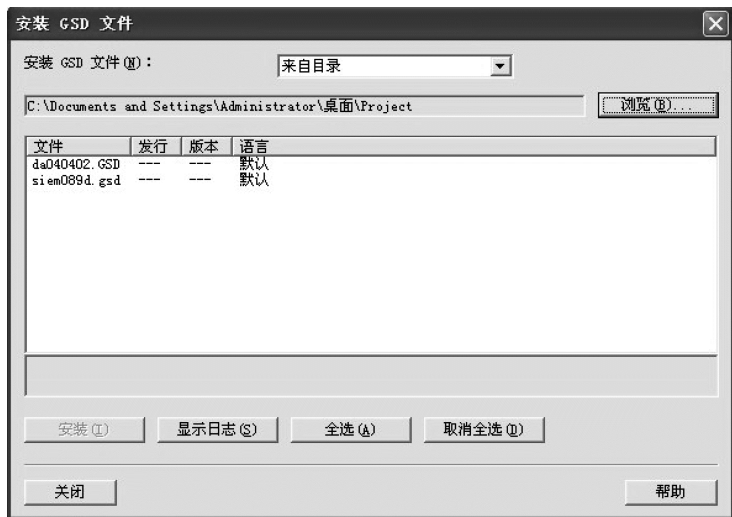 安装 GSD 文件
安装 GSD 文件(N)： 来自目录
C:\Documents and Settings\Administrator\桌面\Project 浏览(B)...
文件 发行 版本 语言
da040402.GSD --- --- 默认
siem089d.gsd --- --- 默认
安装(I) 显示日志(S) 全选(A) 取消全选(D)
关闭 帮助